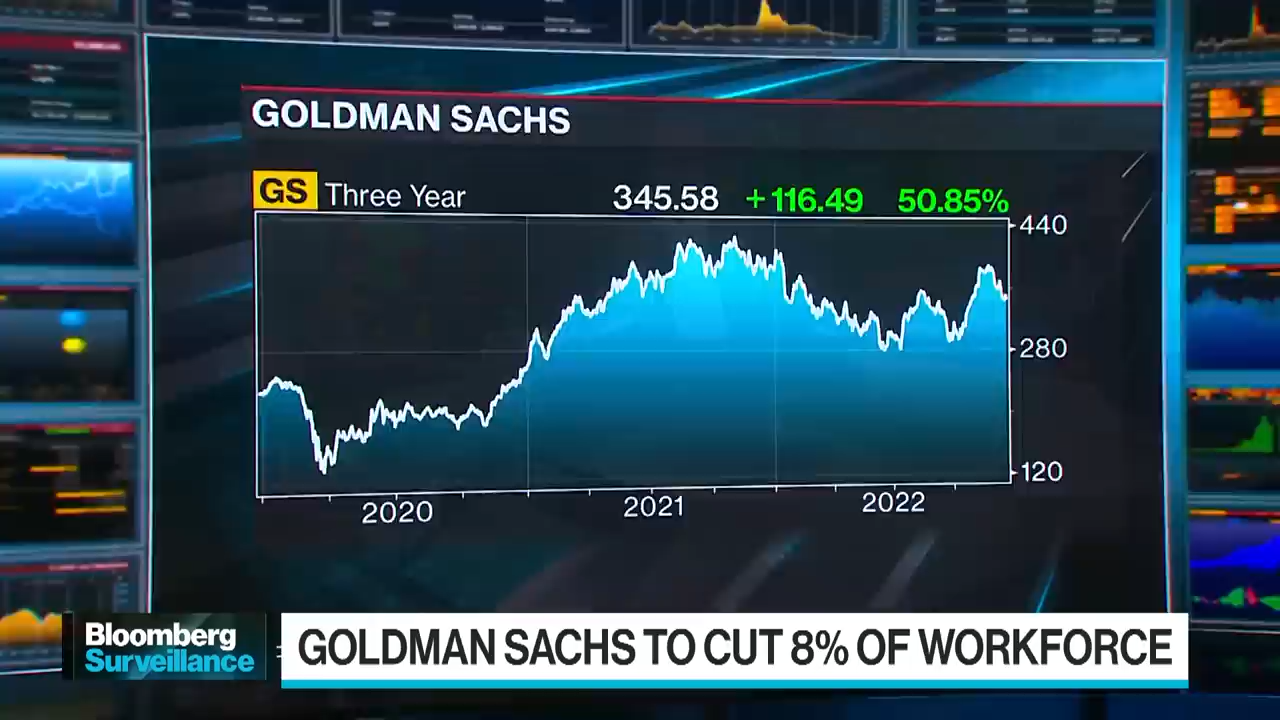 GOLDMAN SACHS
GS Three Year 345.58 +116.49 50.85%
440
280
120
2020 2021 2022
Bloomberg
Surveillance
GOLDMAN SACHS TO CUT 8% OF WORKFORCE